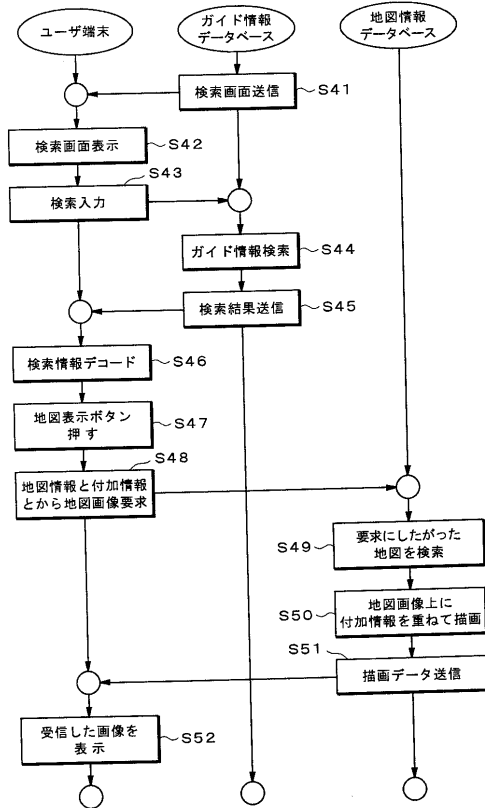 ユーザ端末
ガイド情報
データベース
地図情報
データベース
検索画面送信
S41
検索画面表示
S42
検索入力
S43
ガイド情報検索
S44
検索結果送信
S45
検索情報デコード
S46
地図表示ボタン
押す
S47
地図情報と付加情報
とから地図画像要求
S48
要求にしたがった
地図を検索
S49
地図画像上に
付加情報を重ねて描画
S50
描画データ送信
S51
受信した画像を
表示
S52